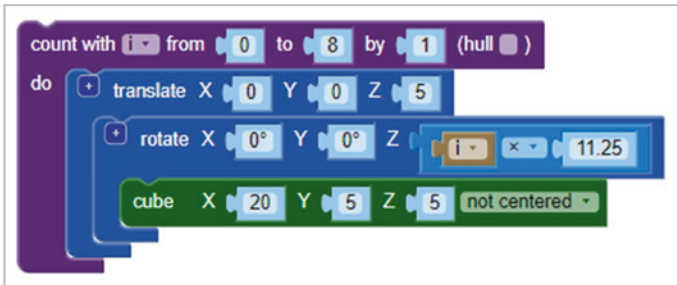 count with i from 0 to 8 by 1 (hull )
do translate X 0 Y 0 Z 5
rotate X 0° Y 0° Z i × 11.25
cube X 20 Y 5 Z 5 not centered